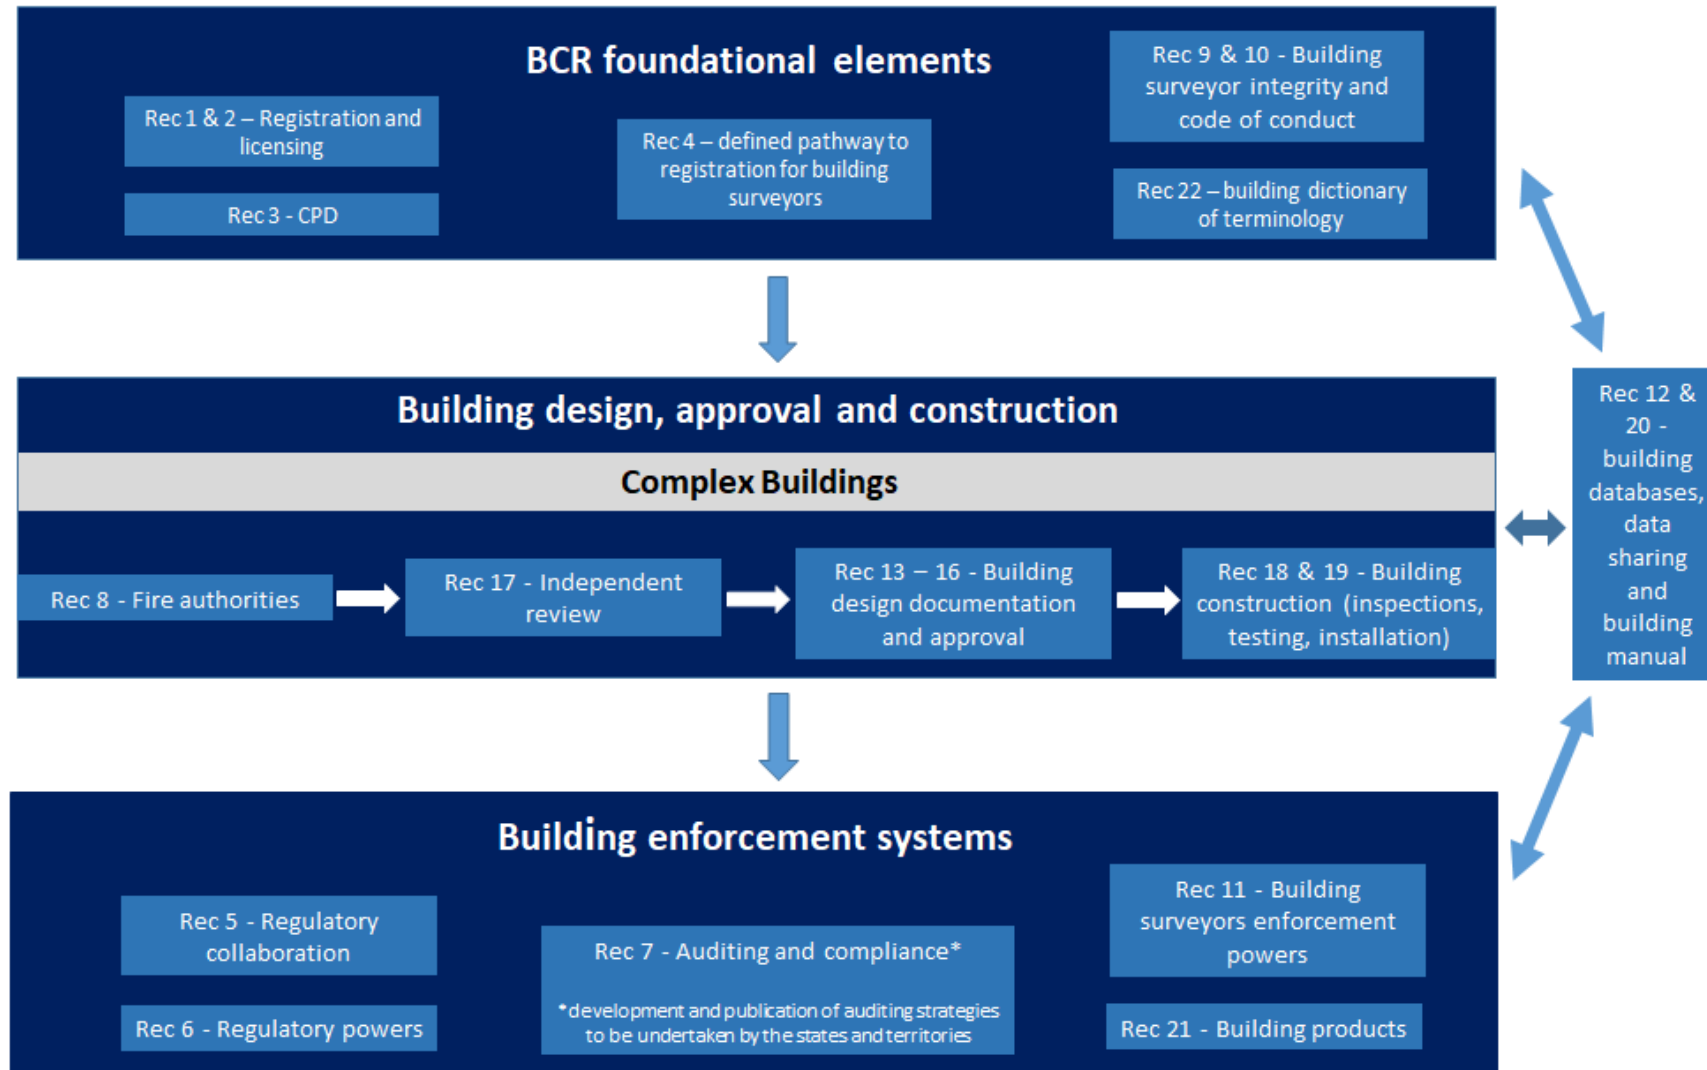 BCR foundational elements
Rec 1 & 2 – Registration and
licensing
Rec 3 - CPD
Rec 4 – defined pathway to
registration for building
surveyors
Rec 9 & 10 - Building
surveyor integrity and
code of conduct
Rec 22 – building dictionary
of terminology
Building design, approval and construction
Complex Buildings
Rec 8 - Fire authorities
Rec 17 - Independent
review
Rec 13 – 16 - Building
design documentation
and approval
Rec 18 & 19 - Building
construction (inspections,
testing, installation)
Rec 12 &
20 -
building
databases,
data
sharing
and
building
manual
Building enforcement systems
Rec 5 - Regulatory
collaboration
Rec 6 - Regulatory powers
Rec 7 - Auditing and compliance*
*development and publication of auditing strategies
to be undertaken by the states and territories
Rec 11 - Building
surveyors enforcement
powers
Rec 21 - Building products